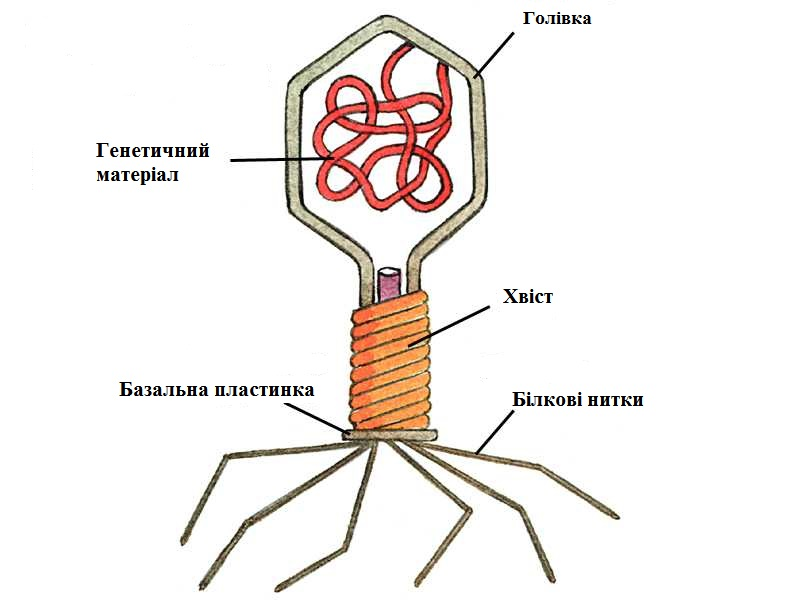 Голівка
Генетичний
матеріал
Хвіст
Базальна пластинка
Білкові нитки